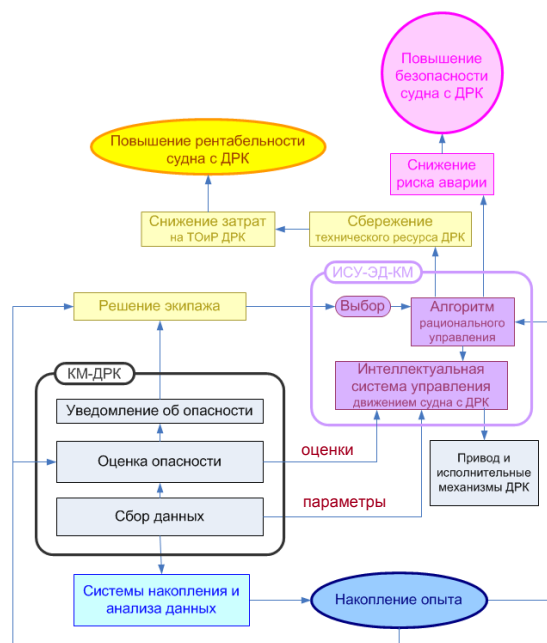 Повышение
безопасности
судна с ДРК
Повышение рентабельности
судна с ДРК
Снижение
риска аварии
Снижение затрат
на ТОиР ДРК
Сбережение
технического ресурса ДРК
ИСУ-ЭД-КМ
Решение экипажа
Выбор
Алгоритм
рационального
управления
КМ-ДРК
Интеллектуальная
система управления
движением судна с ДРК
Уведомление об опасности
Оценка опасности
оценки
Привод и
исполнительные
механизмы ДРК
Сбор данных
параметры
Системы накопления и
анализа данных
Накопление опыта